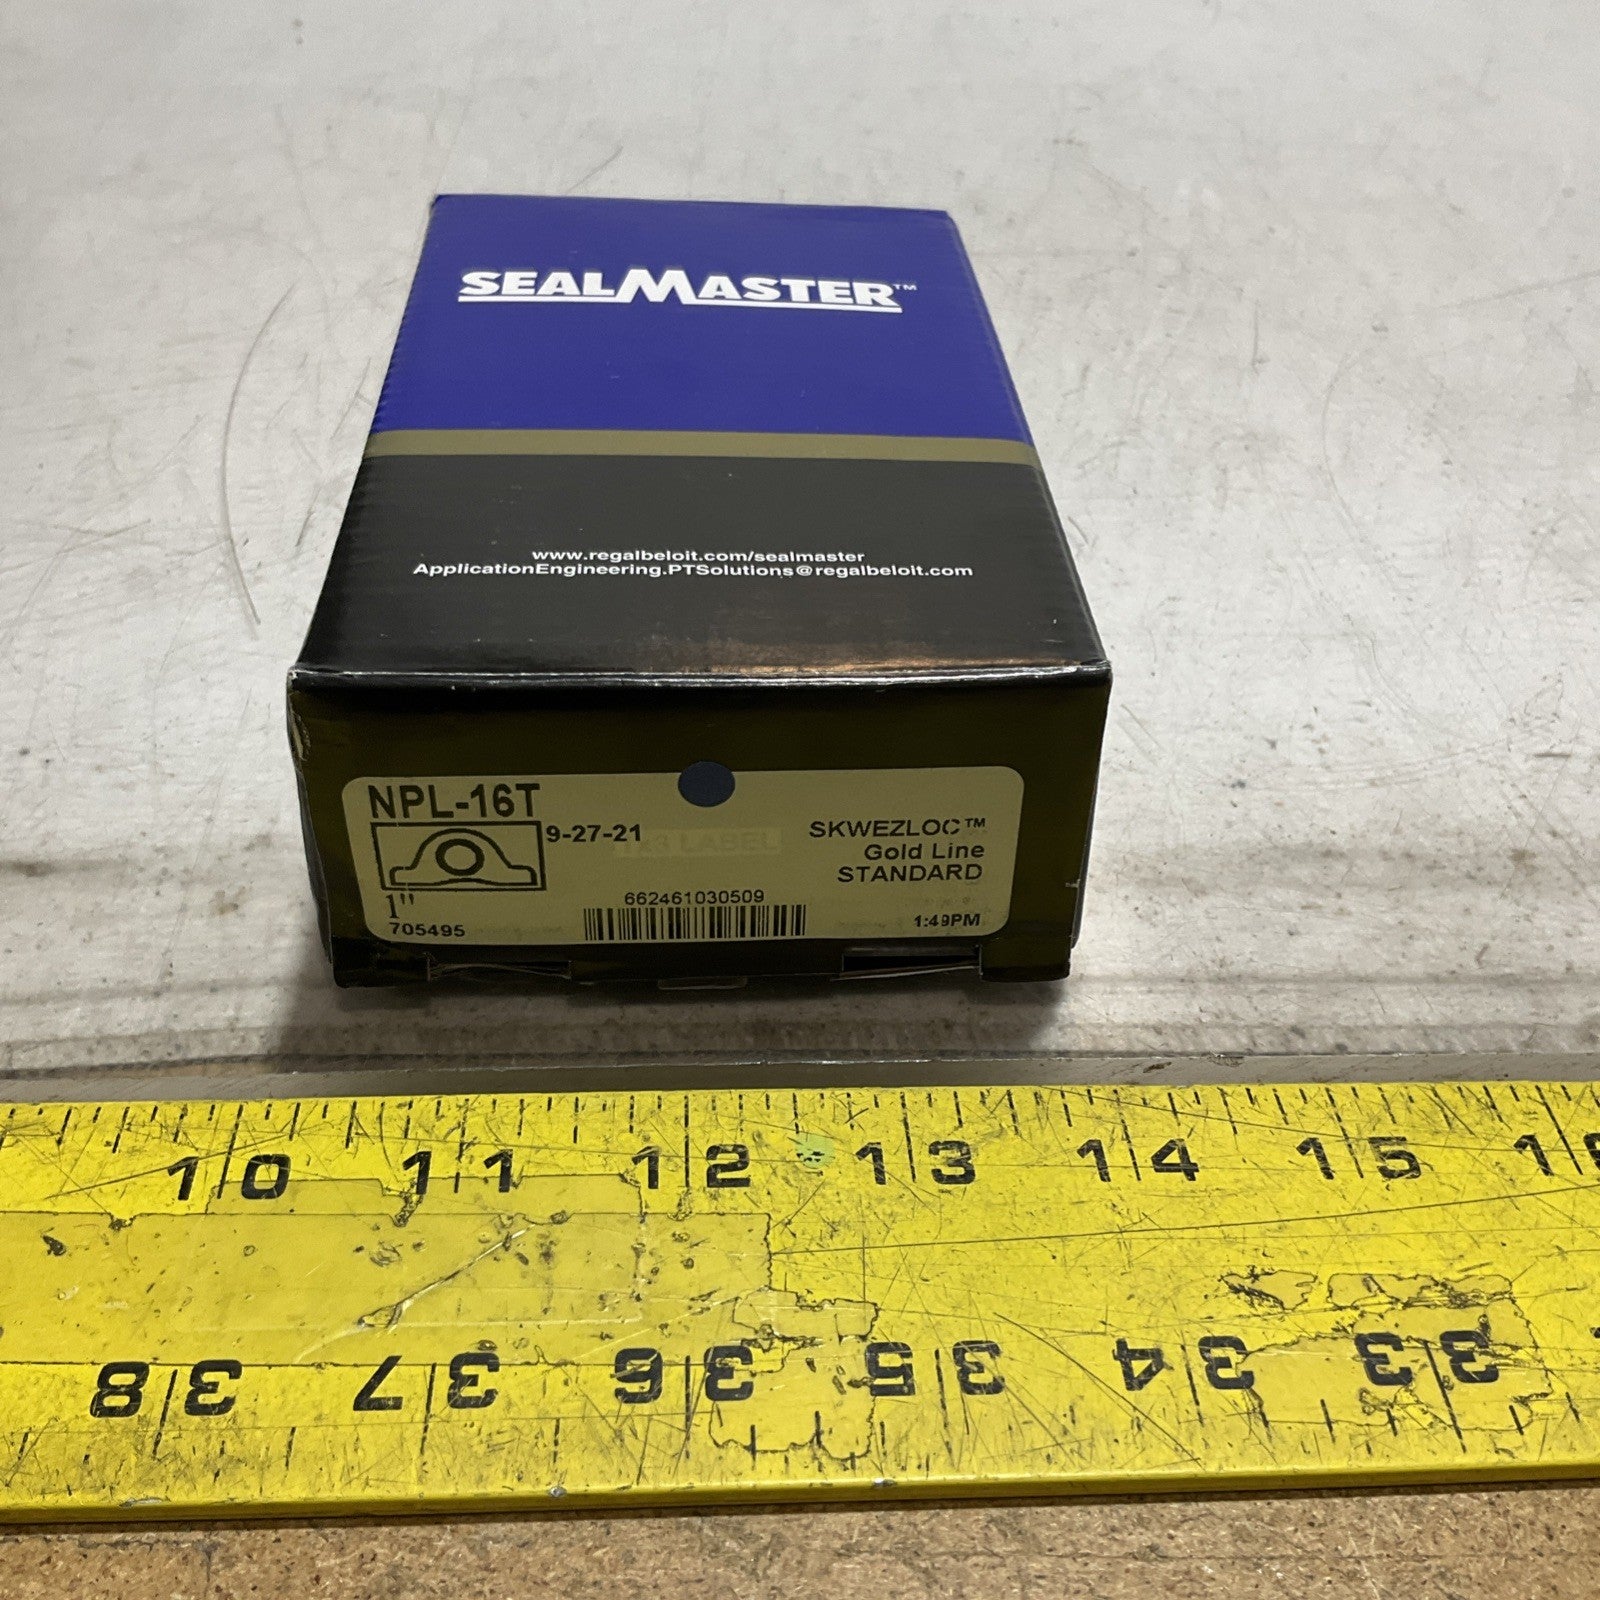 SEALMASTER™
www.regalbeloit.com/sealmaster
ApplicationEngineering.PTSolutions@regalbeloit.com
NPL-16T
9-27-21
SKWEZLOC™
Gold Line
STANDARD
1"
705495
662461030509
1:49PM
10 11 12 13 14 15
38 37 36 35 34 33